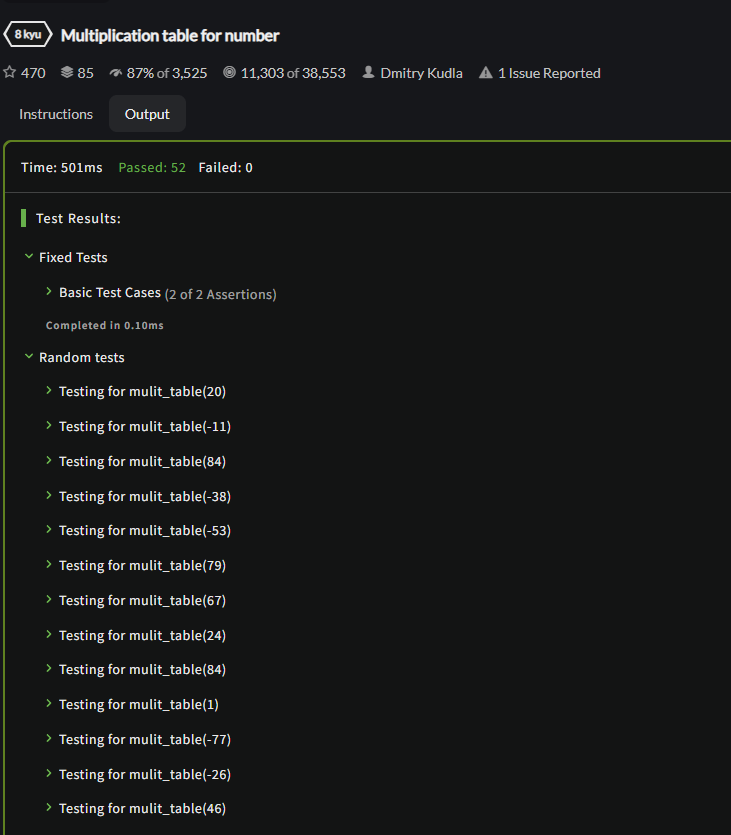 8 kyu Multiplication table for number
470 85 87% of 3,525 11,303 of 38,553 Dmitry Kudla 1 Issue Reported
Instructions Output
Time: 501ms Passed: 52 Failed: 0
Test Results:
Fixed Tests
Basic Test Cases (2 of 2 Assertions)
Completed in 0.10ms
Random tests
Testing for mulit_table(20)
Testing for mulit_table(-11)
Testing for mulit_table(84)
Testing for mulit_table(-38)
Testing for mulit_table(-53)
Testing for mulit_table(79)
Testing for mulit_table(67)
Testing for mulit_table(24)
Testing for mulit_table(84)
Testing for mulit_table(1)
Testing for mulit_table(-77)
Testing for mulit_table(-26)
Testing for mulit_table(46)